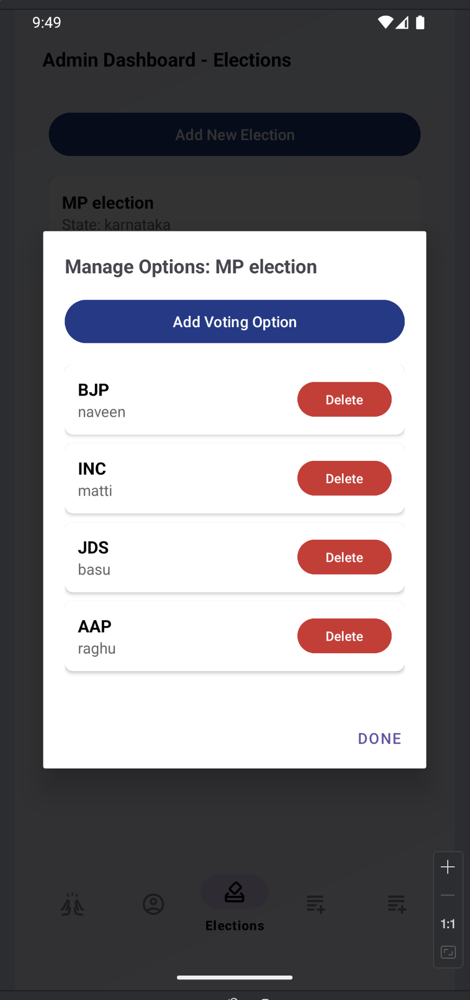 9:49
Admin Dashboard - Elections
Add New Election
MP election
State: karnataka
Manage Options: MP election
Add Voting Option
BJP
naveen
Delete
INC
matti
Delete
JDS
basu
Delete
AAP
raghu
Delete
DONE
Elections
1:1